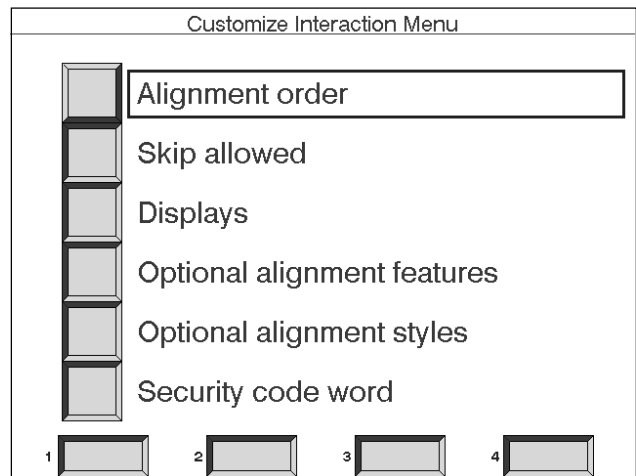 Customize Interaction Menu
Alignment order
Skip allowed
Displays
Optional alignment features
Optional alignment styles
Security code word
1 2 3 4